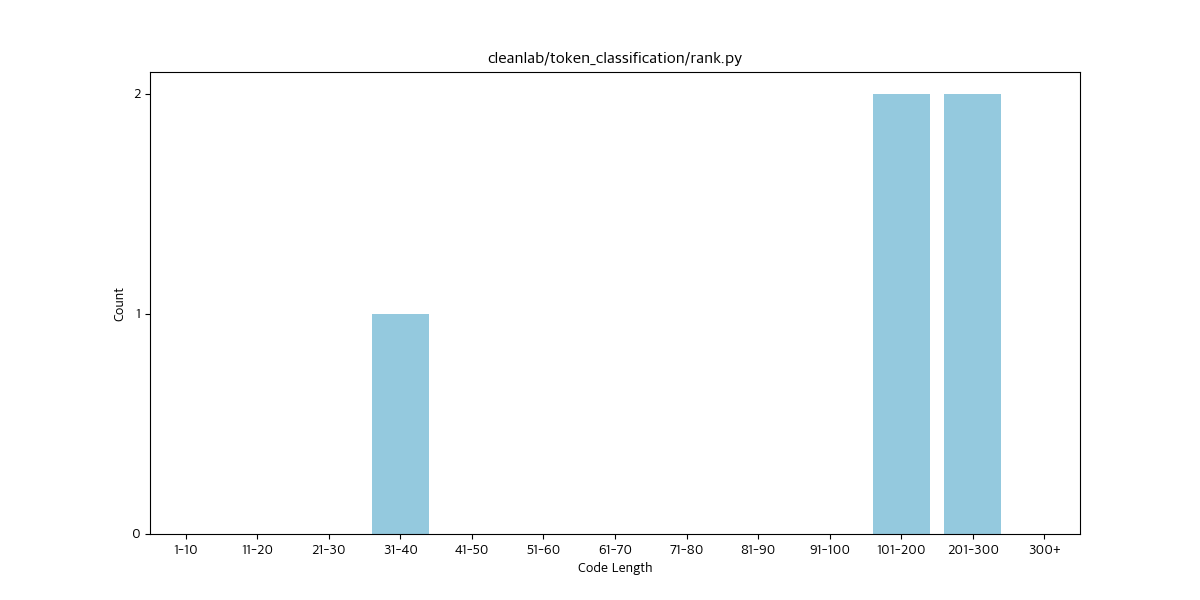 cleanlab/token_classification/rank.py
Count
2
1
0
1-10 11-20 21-30 31-40 41-50 51-60 61-70 71-80 81-90 91-100 101-200 201-300 300+
Code Length